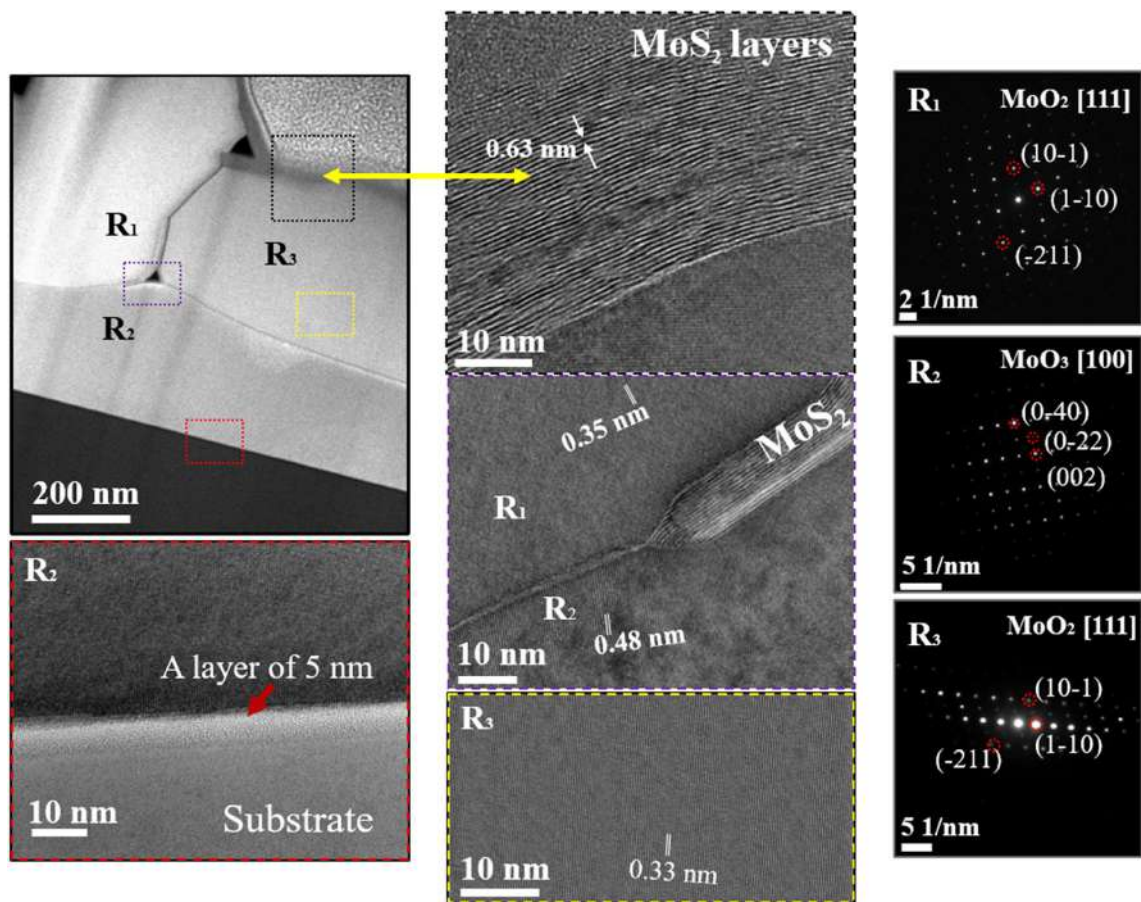 R₁
R₃
R₂
200 nm
R₂
A layer of 5 nm
Substrate
10 nm
MoS₂ layers
0.63 nm
10 nm
0.35 nm
MoS₂
R₁
R₂
0.48 nm
10 nm
R₃
0.33 nm
10 nm
R₁ MoO₂ [111]
(10-1)
(1-10)
(-211)
2 1/nm
R₂ MoO₃ [100]
(0-40)
(0-22)
(002)
5 1/nm
R₃ MoO₂ [111]
(10-1)
(1-10)
(-211)
5 1/nm